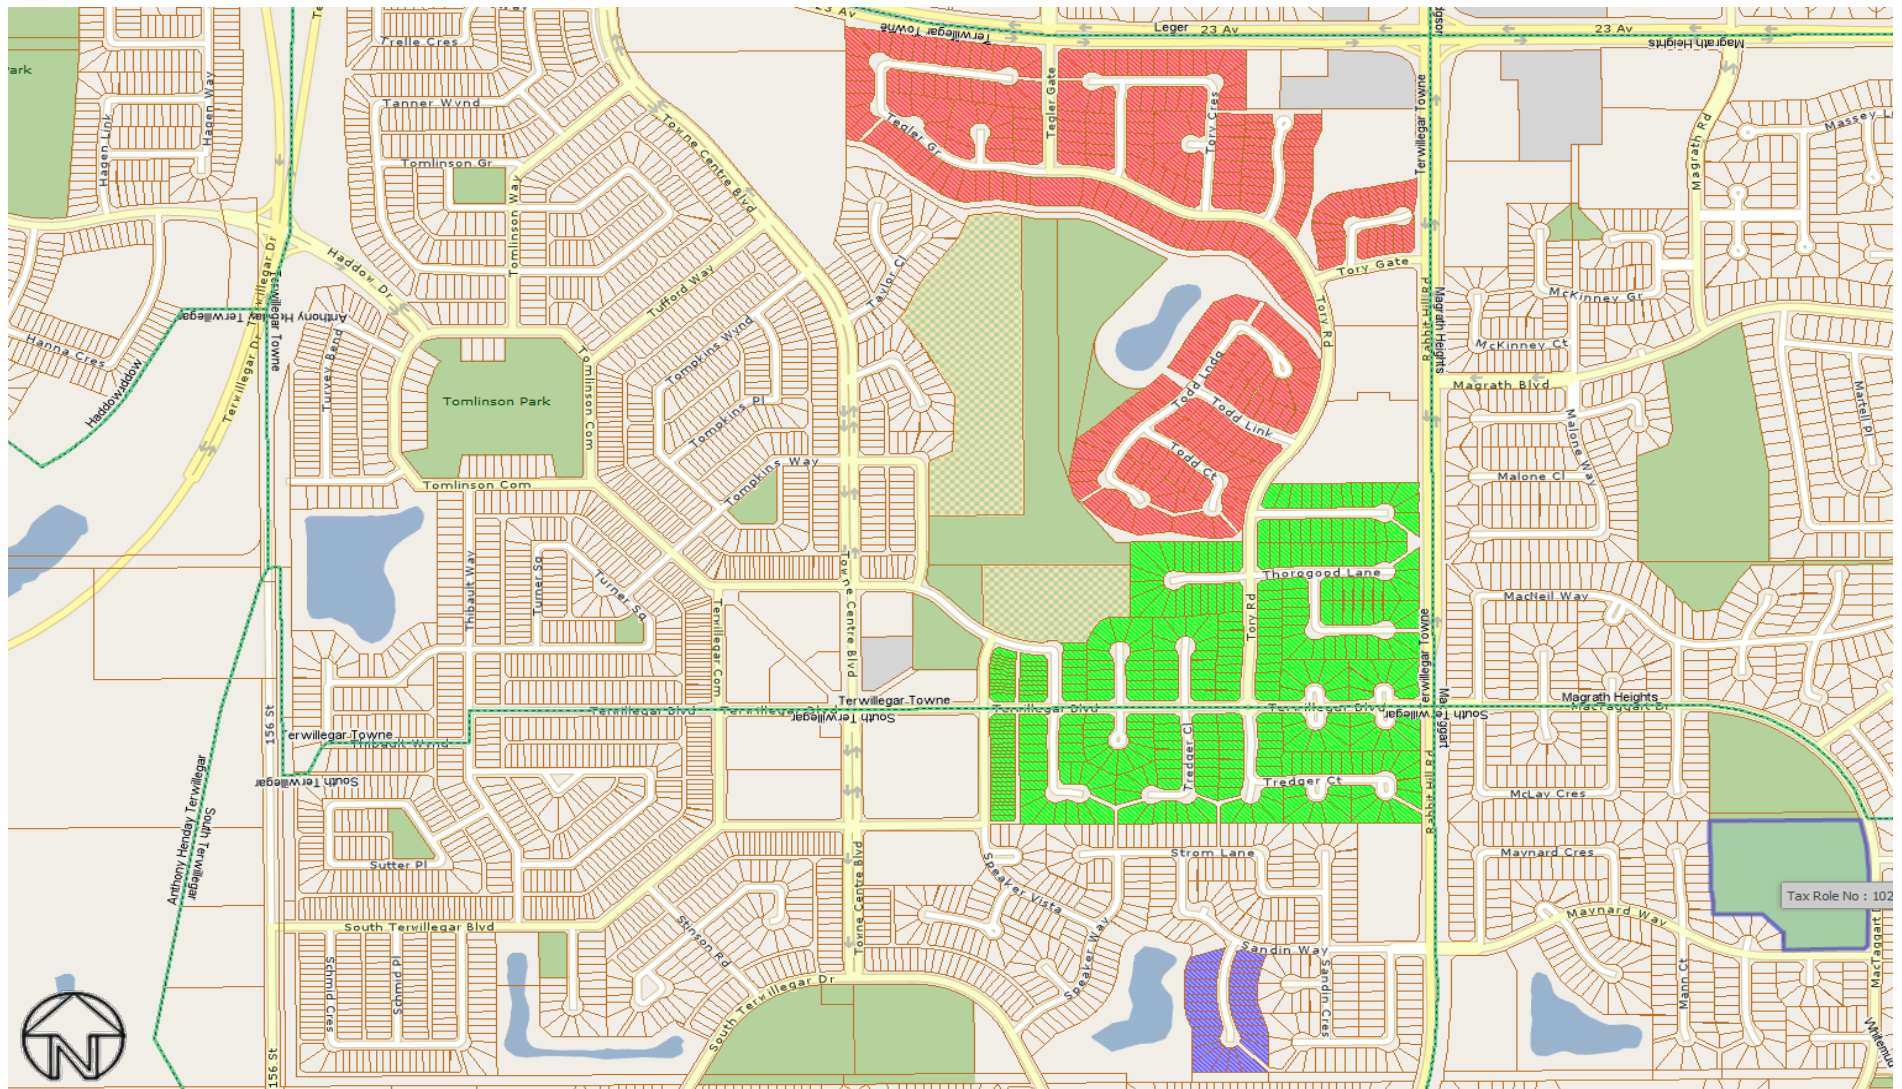 23 Av
Leger
23 Av
23 Av
Terwillegar Towne
Magrath Heights
Park
Trelle Cres
Tanner Wynd
Tomlinson Gr
Tomlinson Way
Hagen Way
Hagen Link
Towne Centre Blvd
Tegler Gate
Tegler Gr
Tory Cres
Terwillegar Towne
Magrath Rd
Taylor Cl
Tory Gate
Tory Rd
Rabbit Hill Rd
Magrath Heights
McKinney Gr
McKinney Ct
Magrath Blvd
Martell Pl
Haddow Dr
Terwillegar Dr
Terwillegar Dr
Terwillegar Towne
Hanna Cres
Turvey Bend
Tufford Way
Tompkins Wynd
Tompkins Pl
Tompkins Way
Tomlinson Park
Tomlinson Com
Tomlinson Com
Todd Link
Todd Ct
Malone Way
Malone Cl
Thibault Way
Turner Sq
Turner Sq
Towne Centre Blvd
Terwillegar Com
Thorogood Lane
Tory Rd
MacNeil Way
Terwillegar Towne
Terwillegar Towne
South Terwillegar
Terwillegar Blvd
Terwillegar Blvd
Terwillegar Blvd
Terwillegar Blvd
South Terwillegar
MacTaggart
Magrath Heights
MacTaggart Dr
156 St
Terwillegar Towne
Thibault Wynd
South Terwillegar
Anthony Henday Terwillegar
South Terwillegar
Tredger Cl
Tredger Ct
Rabbit Hill Rd
McLay Cres
Sutter Pl
Strom Lane
Maynard Cres
Speaker Vista
Speaker Way
Towne Centre Blvd
South Terwillegar Blvd
Stinson Rd
Schmid Cres
Schmid Pl
South Terwillegar Dr
Sandin Way
Sandin Cres
Maynard Way
Mann Ct
Tax Role No : 102
156 St
N